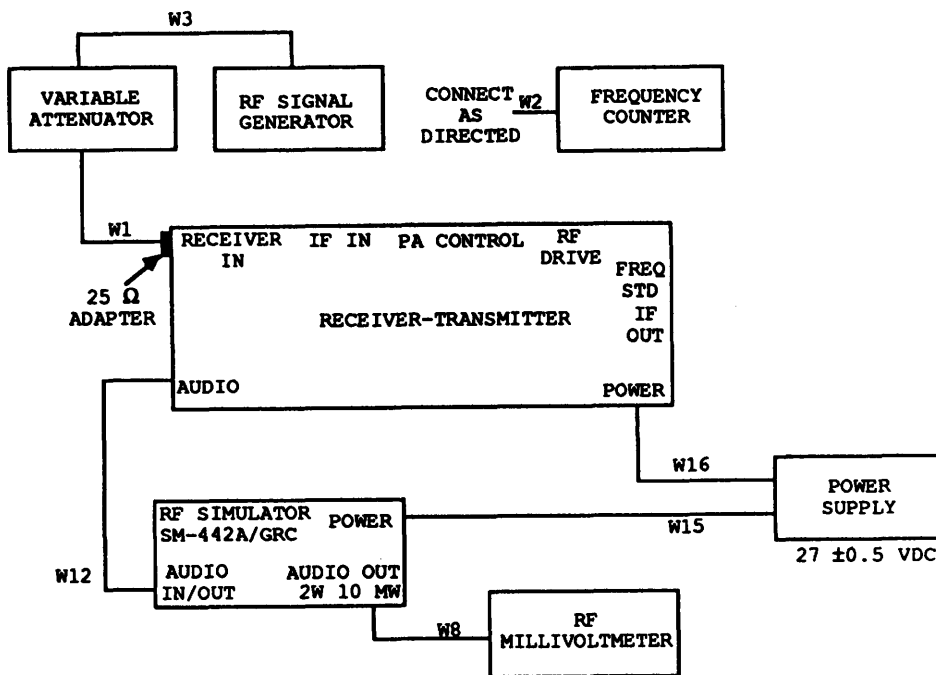 W3
VARIABLE
ATTENUATOR
RF SIGNAL
GENERATOR
CONNECT
AS
DIRECTED
W2
FREQUENCY
COUNTER
W1
25 Ω
ADAPTER
RECEIVER
IN
IF IN
PA CONTROL
RF
DRIVE
FREQ
STD
IF
OUT
RECEIVER-TRANSMITTER
AUDIO
POWER
W16
POWER
SUPPLY
27 ±0.5 VDC
W15
RF SIMULATOR
SM-442A/GRC
POWER
AUDIO
IN/OUT
AUDIO OUT
2W 10 MW
W12
W8
RF
MILLIVOLTMETER